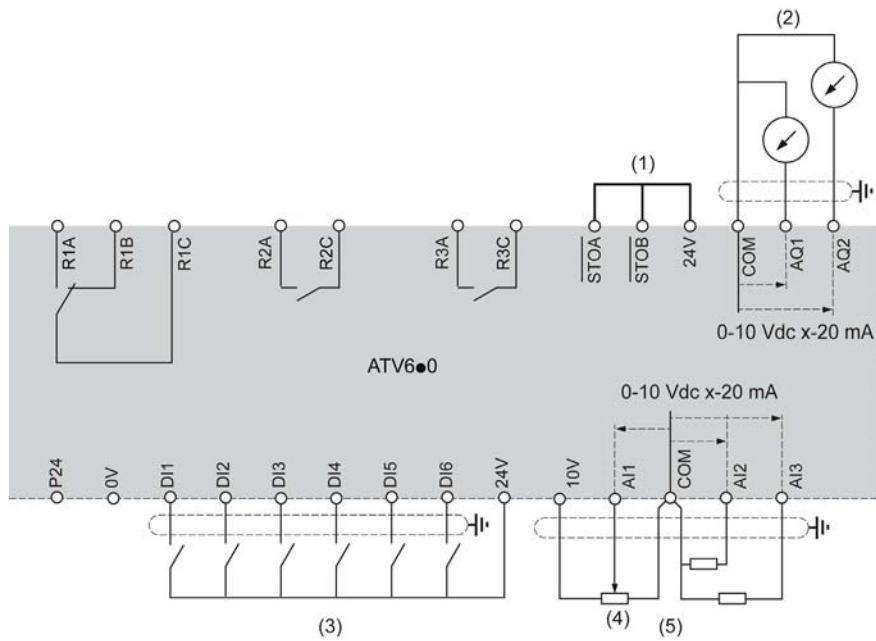 (2)
(1)
R1A R1B R1C R2A R2C R3A R3C STOA STOB 24V COM AQ1 AQ2
0-10 Vdc x-20 mA
ATV6●0
0-10 Vdc x-20 mA
P24 0V DI1 DI2 DI3 DI4 DI5 DI6 24V 10V AI1 COM AI2 AI3
(3) (4) (5)